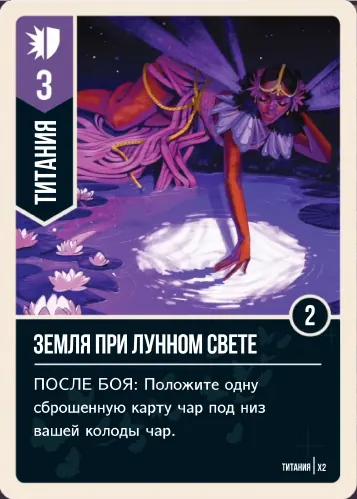 3
ТИТАНИЯ
2
ЗЕМЛЯ ПРИ ЛУННОМ СВЕТЕ
ПОСЛЕ БОЯ: Положите одну
сброшенную карту чар под низ
вашей колоды чар.
ТИТАНИЯ | X2